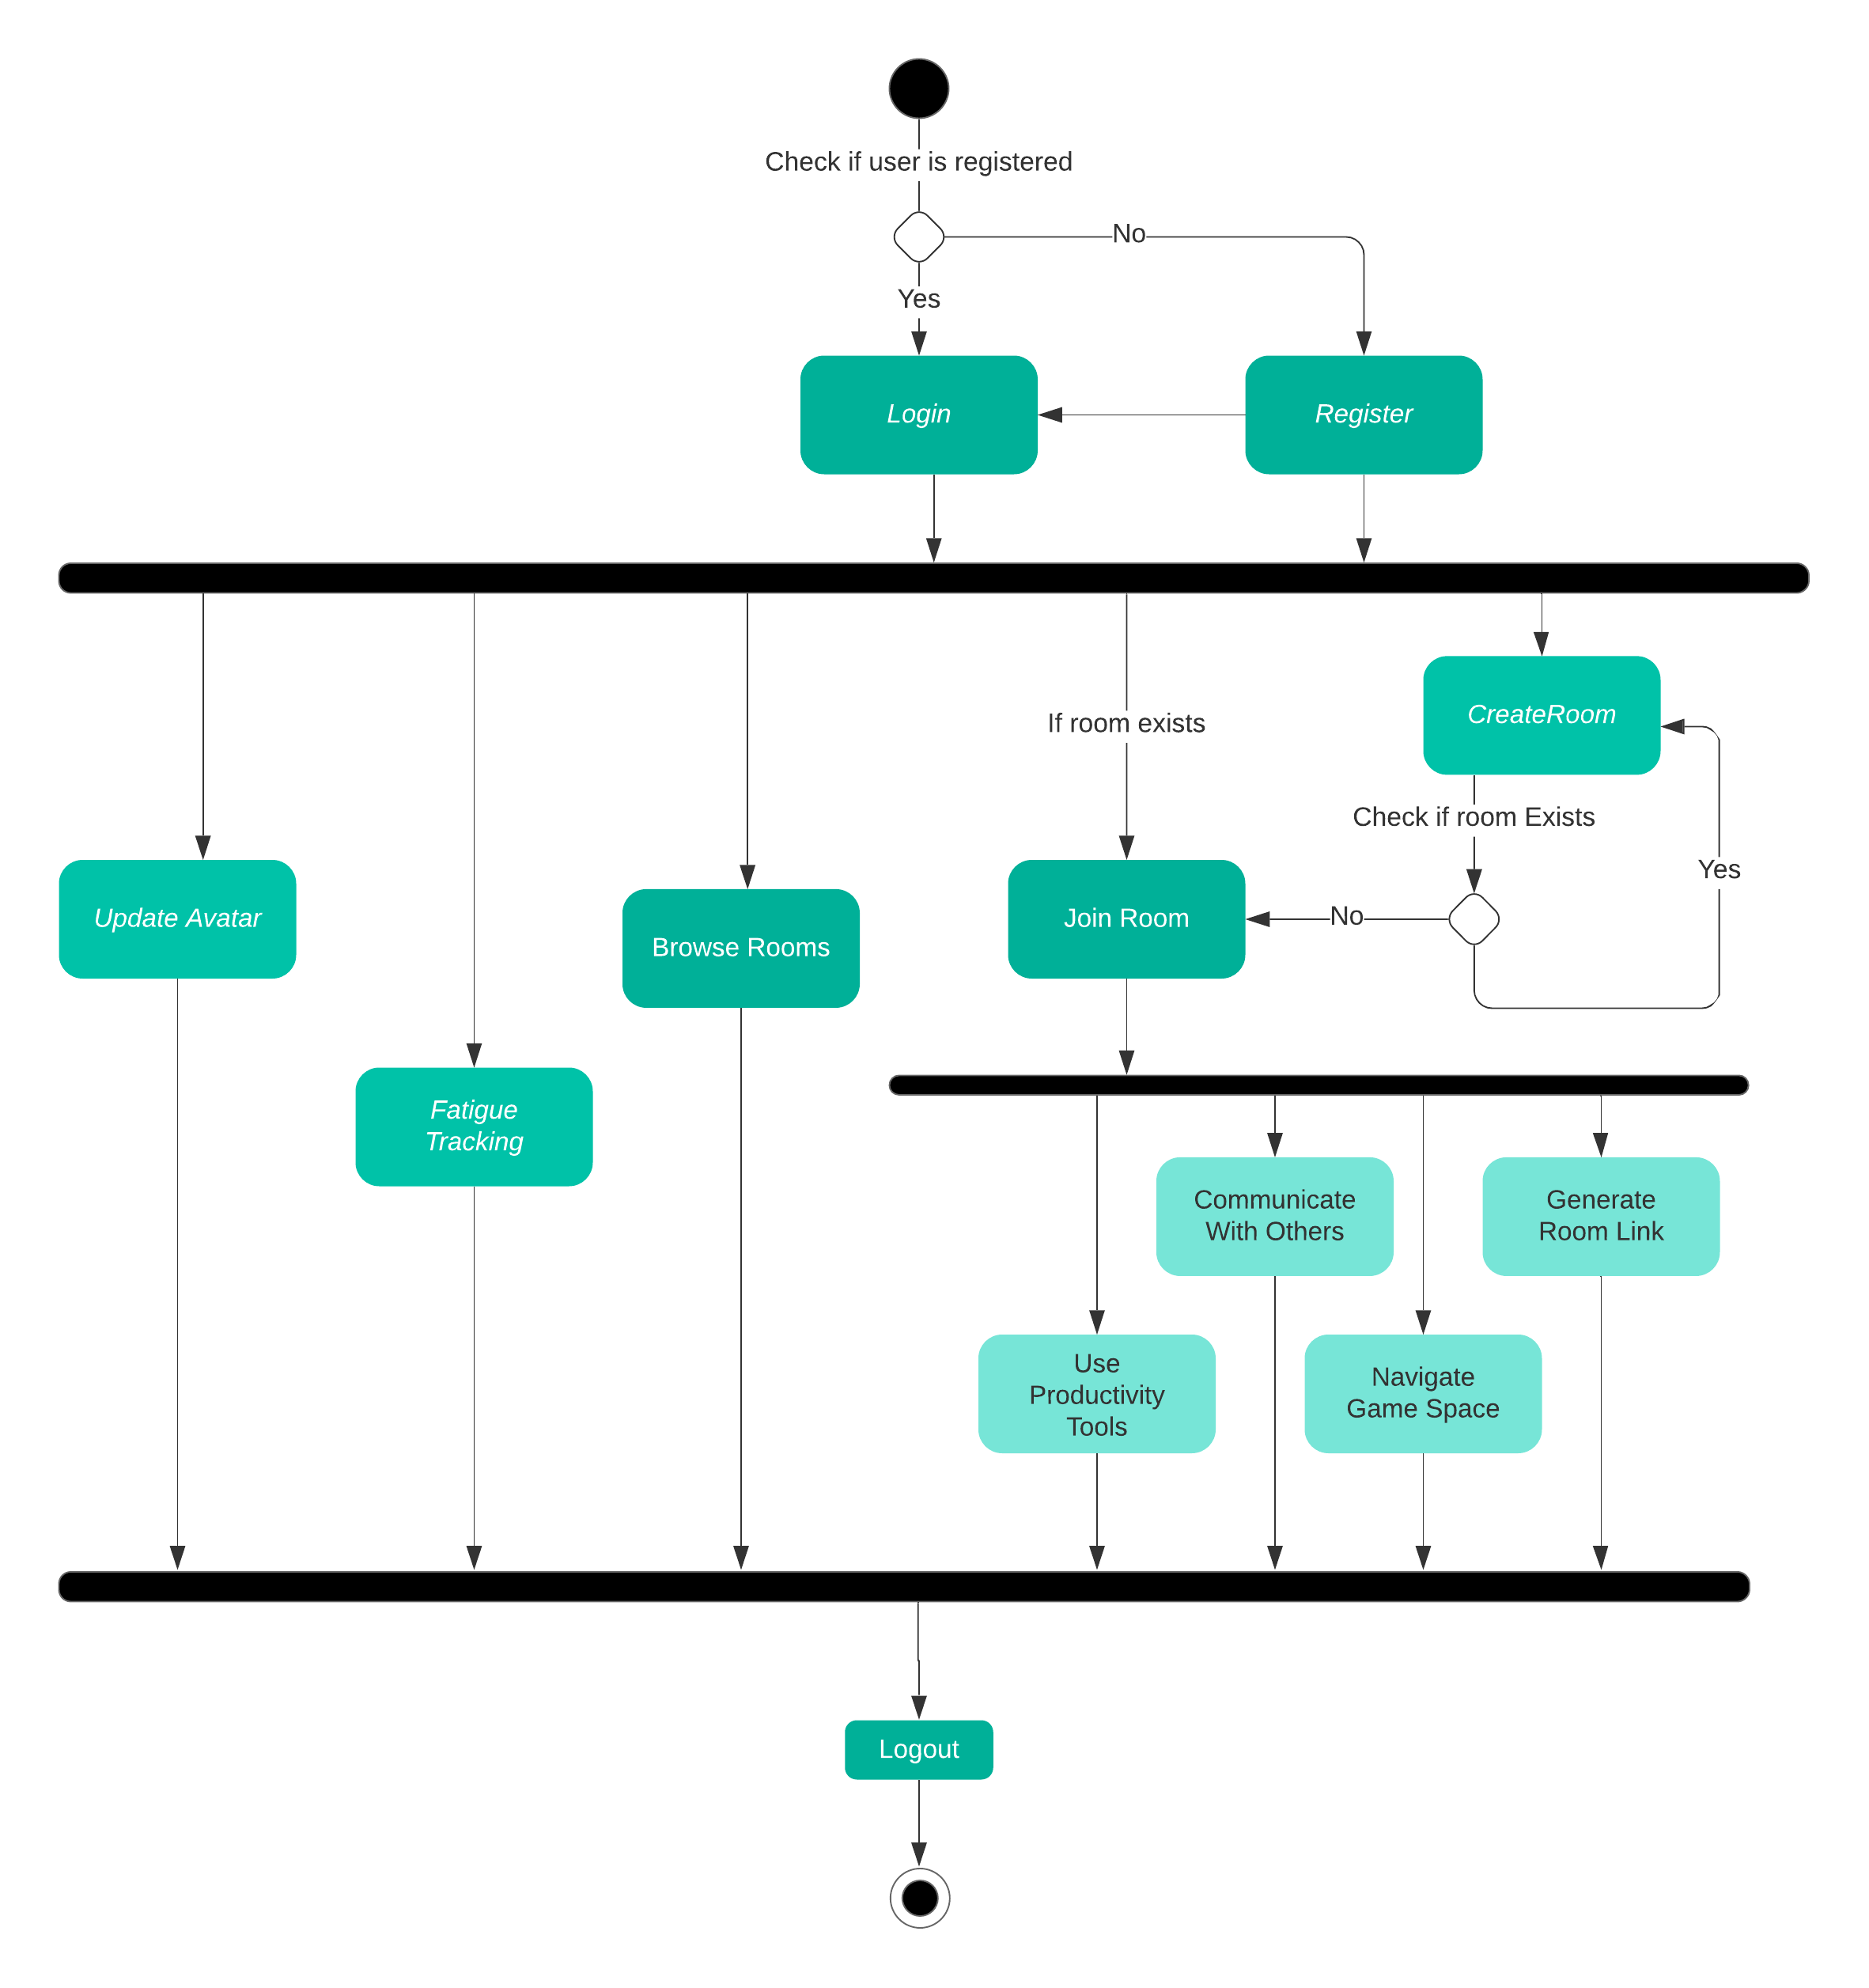 Check if user is registered
No
Yes
Login
Register
CreateRoom
If room exists
Check if room Exists
Yes
Update Avatar
Browse Rooms
Join Room
No
Fatigue
Tracking
Communicate
With Others
Generate
Room Link
Use
Productivity
Tools
Navigate
Game Space
Logout